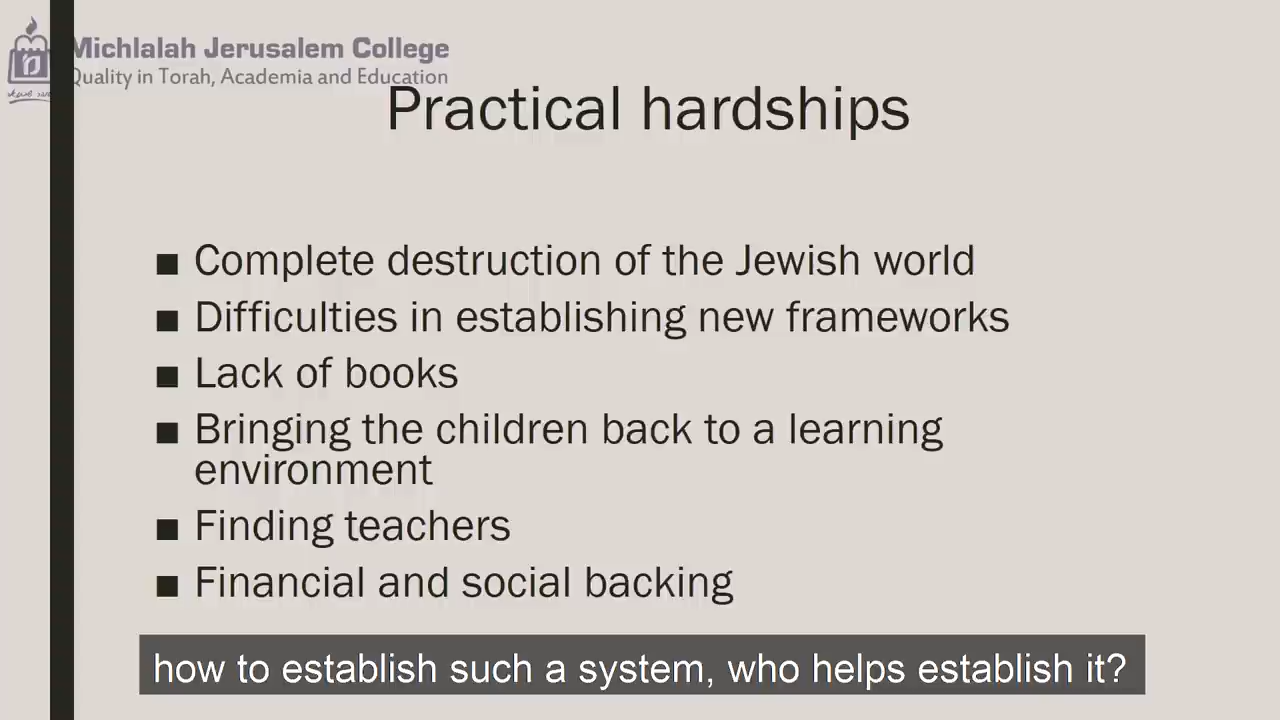 Michlalah Jerusalem College
Quality in Torah, Academia and Education
Practical hardships
■ Complete destruction of the Jewish world
■ Difficulties in establishing new frameworks
■ Lack of books
■ Bringing the children back to a learning
environment
■ Finding teachers
■ Financial and social backing
how to establish such a system, who helps establish it?